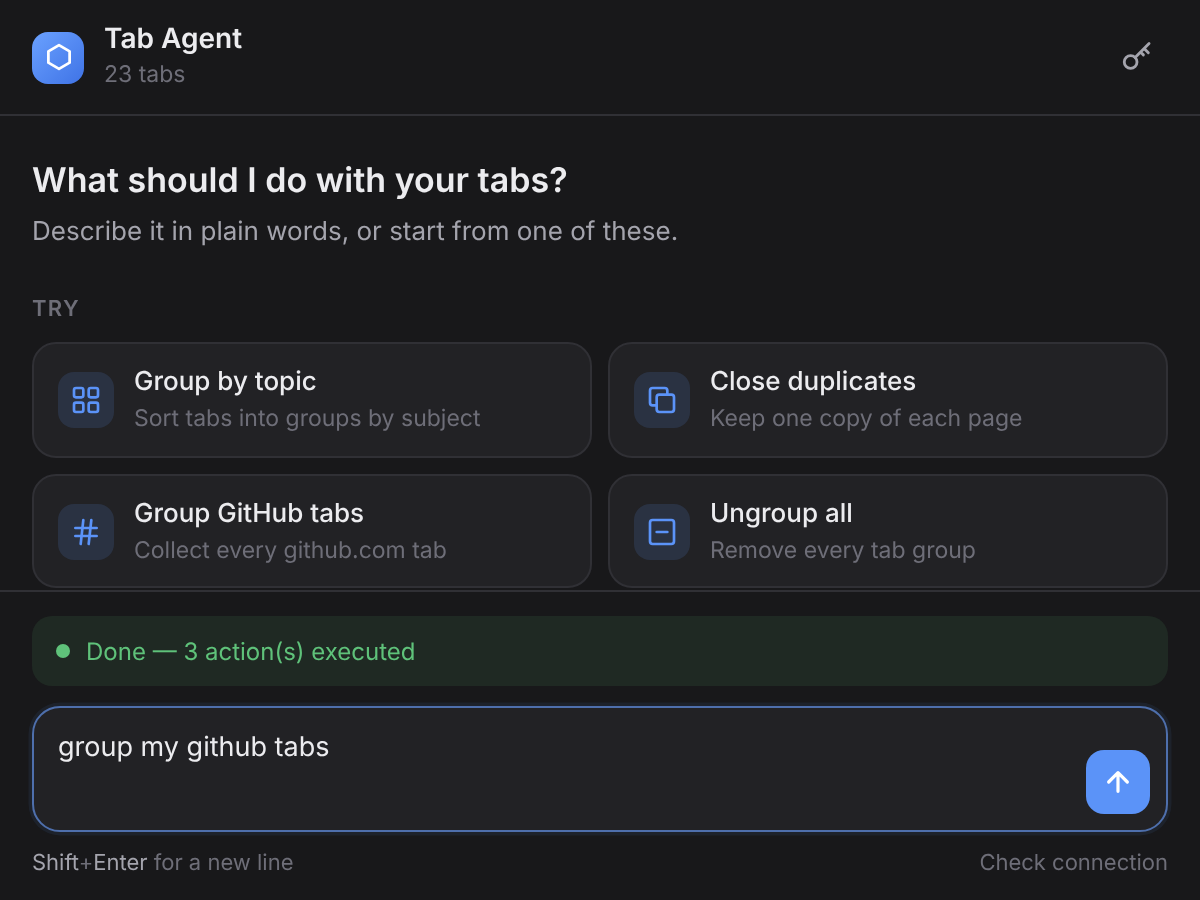 Tab Agent
23 tabs
What should I do with your tabs?
Describe it in plain words, or start from one of these.
TRY
Group by topic
Sort tabs into groups by subject
Close duplicates
Keep one copy of each page
Group GitHub tabs
Collect every github.com tab
Ungroup all
Remove every tab group
Done — 3 action(s) executed
group my github tabs
Shift+Enter for a new line
Check connection